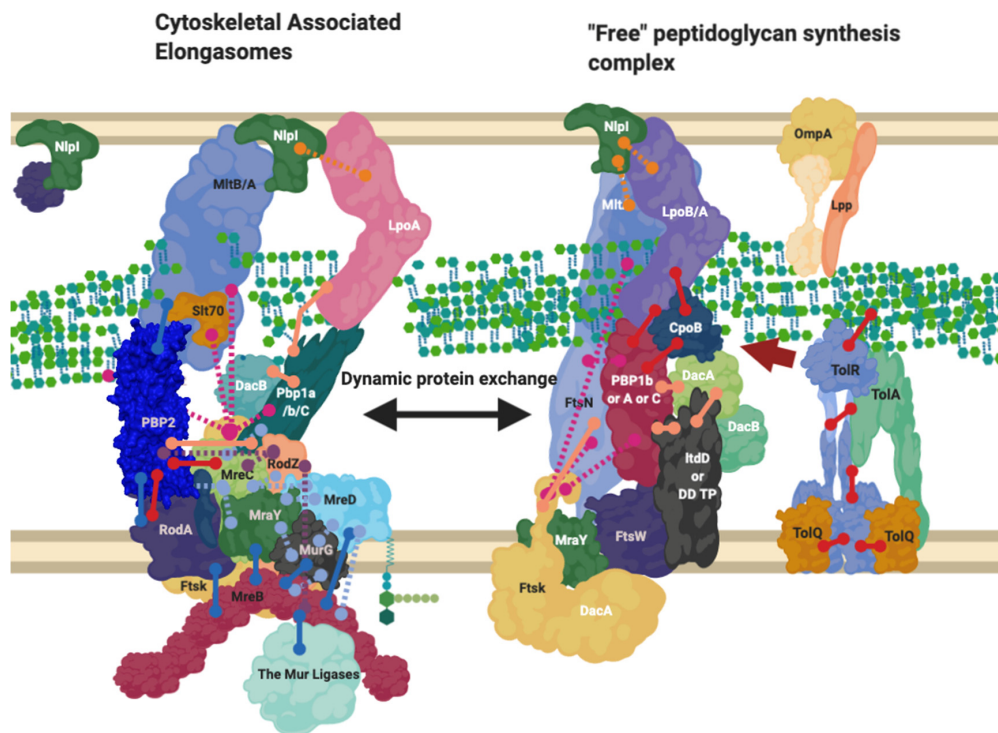 Cytoskeletal Associated
Elongasomes
"Free" peptidoglycan synthesis
complex
NlpI
NlpI
MltB/A
LpoA
Slt70
PBP2
DacB
Pbp1a
/b/C
RodZ
MreC
MreD
RodA
MraY
MurG
Ftsk
MreB
The Mur Ligases
Dynamic protein exchange
NlpI
Mlt
LpoB/A
CpoB
PBP1b
or A or C
DacA
DacB
FtsN
ltdD
or
DD TP
MraY
FtsW
Ftsk
DacA
OmpA
Lpp
TolR
TolA
TolQ
TolQ